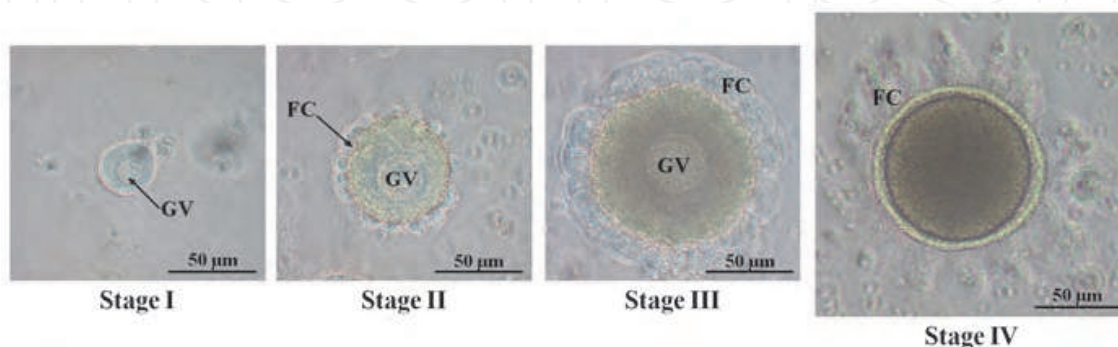 GV
50 μm
Stage I
FC
GV
50 μm
Stage II
FC
GV
50 μm
Stage III
FC
50 μm
Stage IV